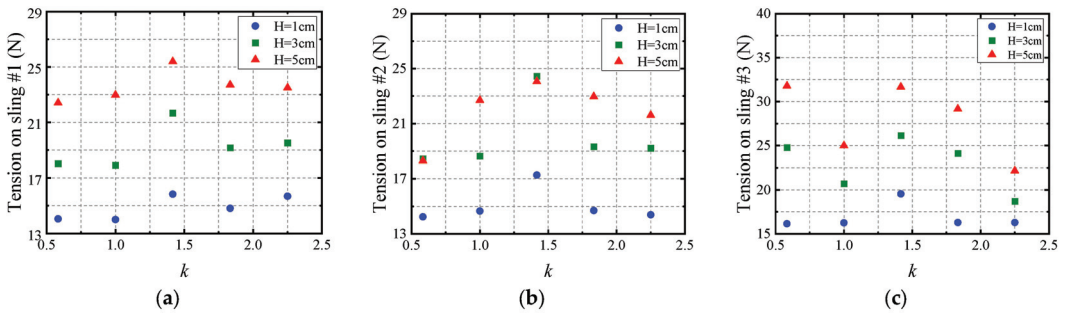 Tension on sling #1 (N)
29
25
21
17
13
0.5 1.0 1.5 2.0 2.5
k
H=1cm
H=3cm
H=5cm
(a)
Tension on sling #2 (N)
29
25
21
17
13
0.5 1.0 1.5 2.0 2.5
k
H=1cm
H=3cm
H=5cm
(b)
Tension on sling #3 (N)
40
35
30
25
20
15
0.5 1.0 1.5 2.0 2.5
k
H=1cm
H=3cm
H=5cm
(c)